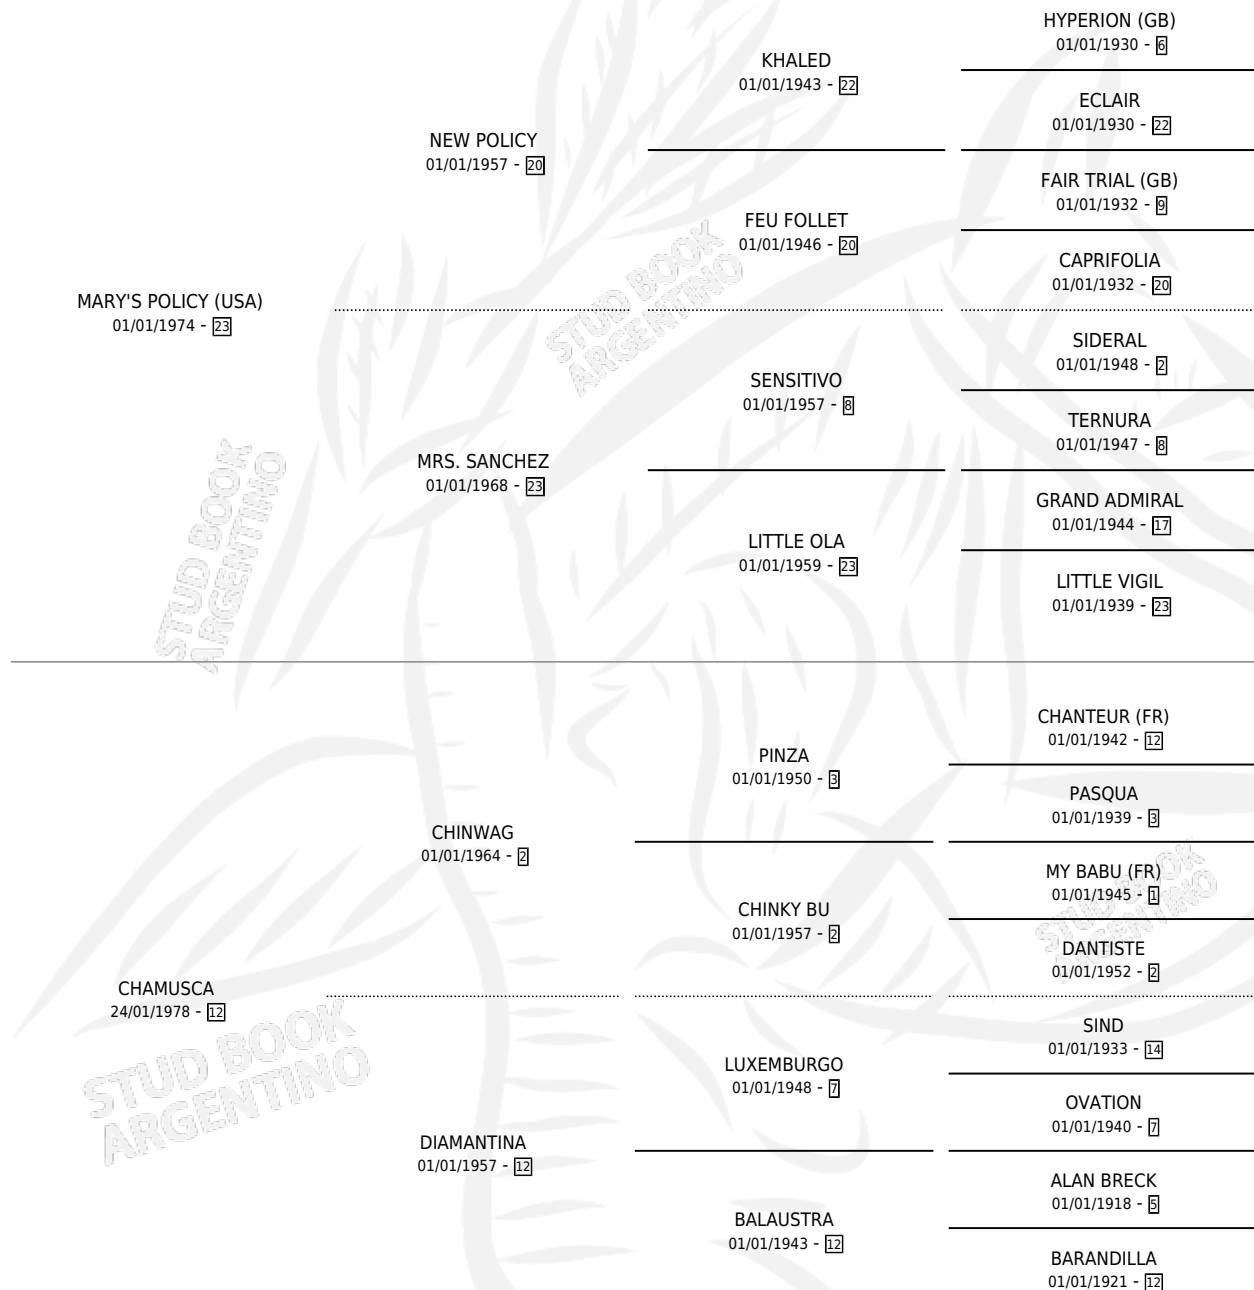 HYPERION (GB)
01/01/1930 - 6
KHALED
01/01/1943 - 22
ECLAIR
01/01/1930 - 22
NEW POLICY
01/01/1957 - 20
FAIR TRIAL (GB)
01/01/1932 - 9
FEU FOLLET
01/01/1946 - 20
CAPRIFOLIA
01/01/1932 - 20
MARY'S POLICY (USA)
01/01/1974 - 23
SIDERAL
01/01/1948 - 2
SENSITIVO
01/01/1957 - 8
TERNURA
01/01/1947 - 8
MRS. SANCHEZ
01/01/1968 - 23
GRAND ADMIRAL
01/01/1944 - 17
LITTLE OLA
01/01/1959 - 23
LITTLE VIGIL
01/01/1939 - 23
CHANTEUR (FR)
01/01/1942 - 12
PINZA
01/01/1950 - 3
PASQUA
01/01/1939 - 3
CHINWAG
01/01/1964 - 2
MY BABU (FR)
01/01/1945 - 1
CHINKY BU
01/01/1957 - 2
DANTISTE
01/01/1952 - 2
CHAMUSCA
24/01/1978 - 12
SIND
01/01/1933 - 14
LUXEMBURGO
01/01/1948 - 7
OVATION
01/01/1940 - 7
DIAMANTINA
01/01/1957 - 12
ALAN BRECK
01/01/1918 - 5
BALAUSTRA
01/01/1943 - 12
BARANDILLA
01/01/1921 - 12
STUD BOOK
ARGENTINO
STUD BOOK
ARGENTINO
STUD BOOK
ARGENTINO
STUD BOOK
ARGENTINO